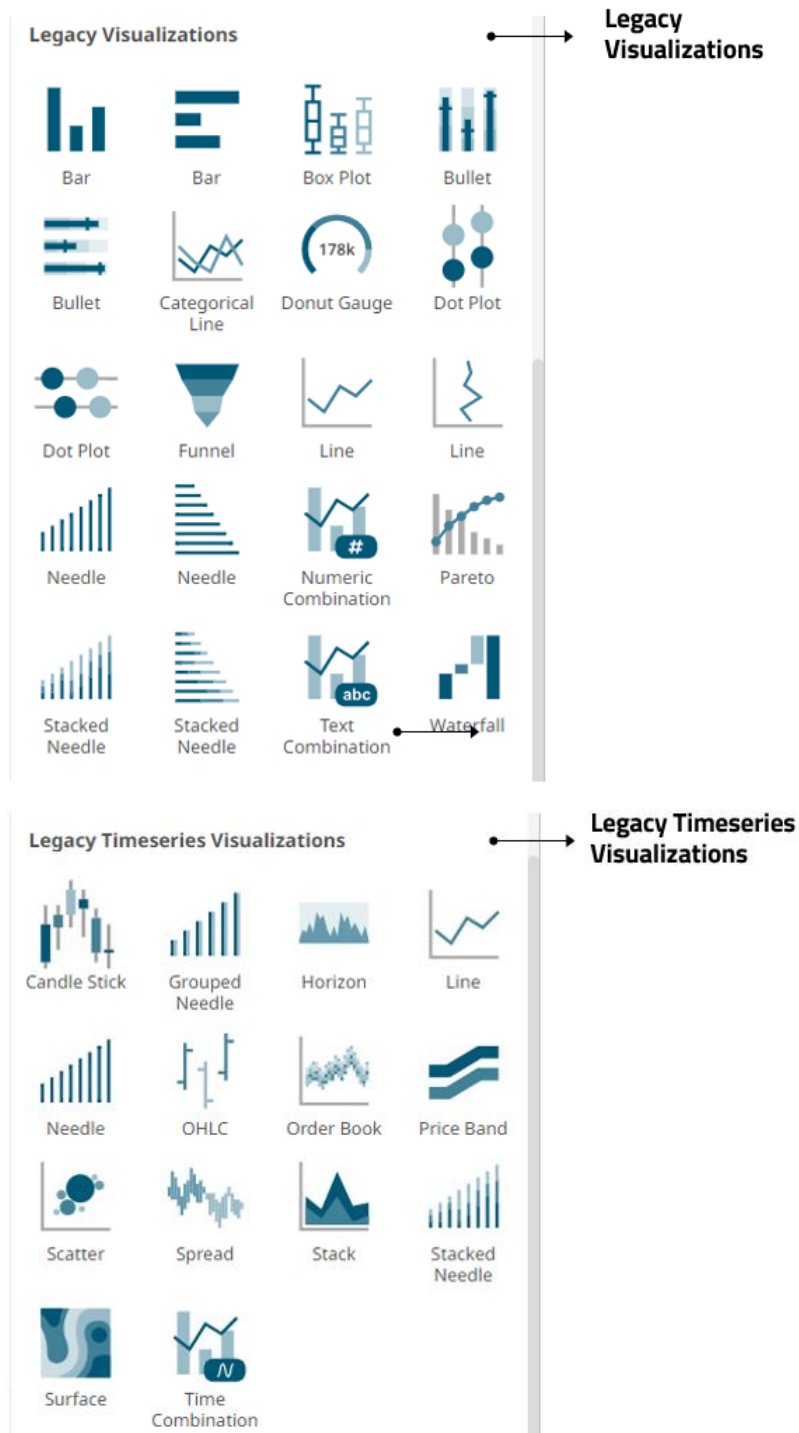 Legacy Visualizations
Legacy
Visualizations
Bar
Bar
Box Plot
Bullet
178k
Bullet
Categorical
Line
Donut Gauge
Dot Plot
Dot Plot
Funnel
Line
Line
#
Needle
Needle
Numeric
Combination
Pareto
abc
Stacked
Needle
Stacked
Needle
Text
Combination
Waterfall
Legacy Timeseries Visualizations
Legacy Timeseries
Visualizations
Candle Stick
Grouped
Needle
Horizon
Line
Needle
OHLC
Order Book
Price Band
Scatter
Spread
Stack
Stacked
Needle
Surface
Time
Combination